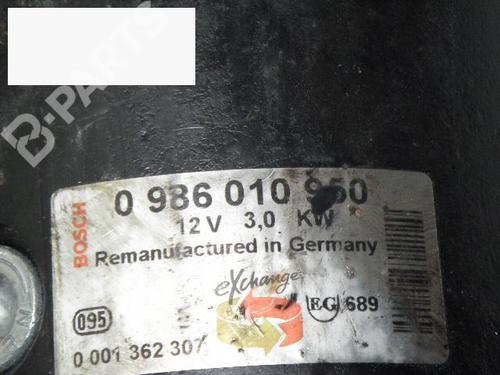 B-PARTS
BOSCH
0 986 010 950
12 V 3,0 KW
Remanufactured in Germany
eXchange
095
EG 689
0 001 362 307